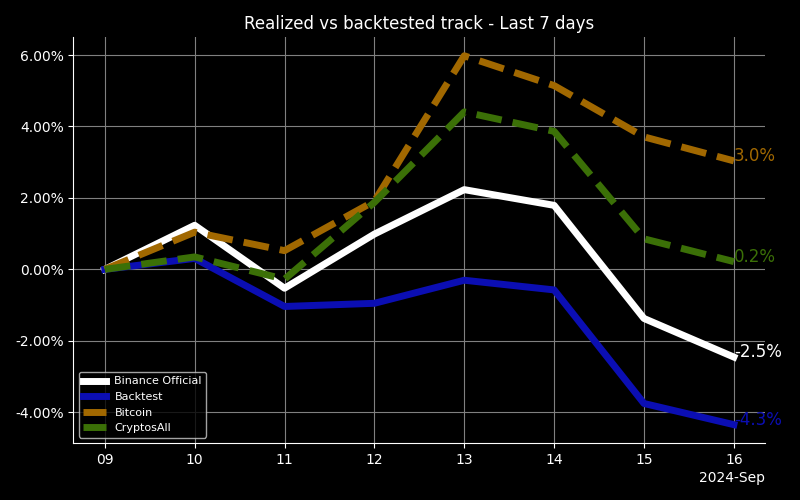 Realized vs backtested track - Last 7 days
6.00%
4.00%
2.00%
0.00%
-2.00%
-4.00%
3.0%
0.2%
-2.5%
-4.3%
Binance Official
Backtest
Bitcoin
CryptosAll
09 10 11 12 13 14 15 16
2024-Sep